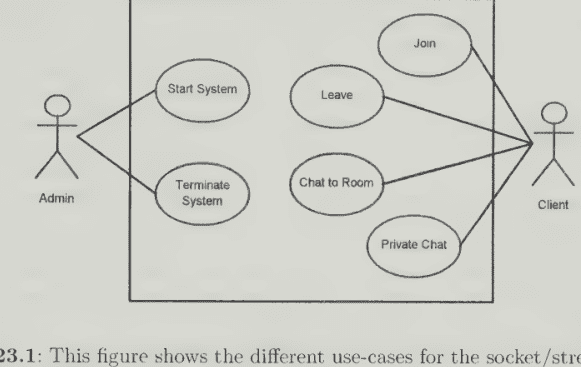 Join
Start System
Leave
Admin
Terminate
System
Chat to Room
Client
Private Chat
23.1: This figure shows the different use-cases for the socket/stre